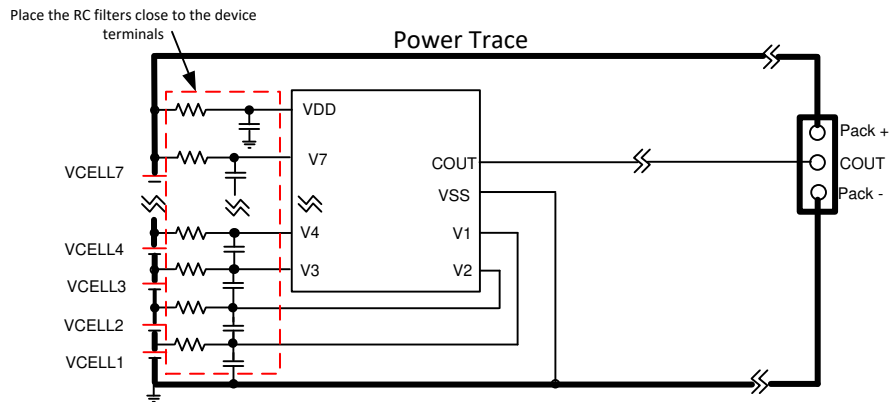 Place the RC filters close to the device
terminals
Power Trace
VDD
V7
VCELL7
COUT
VSS
V4
V1
VCELL4
V3
V2
VCELL3
VCELL2
VCELL1
Pack +
COUT
Pack -